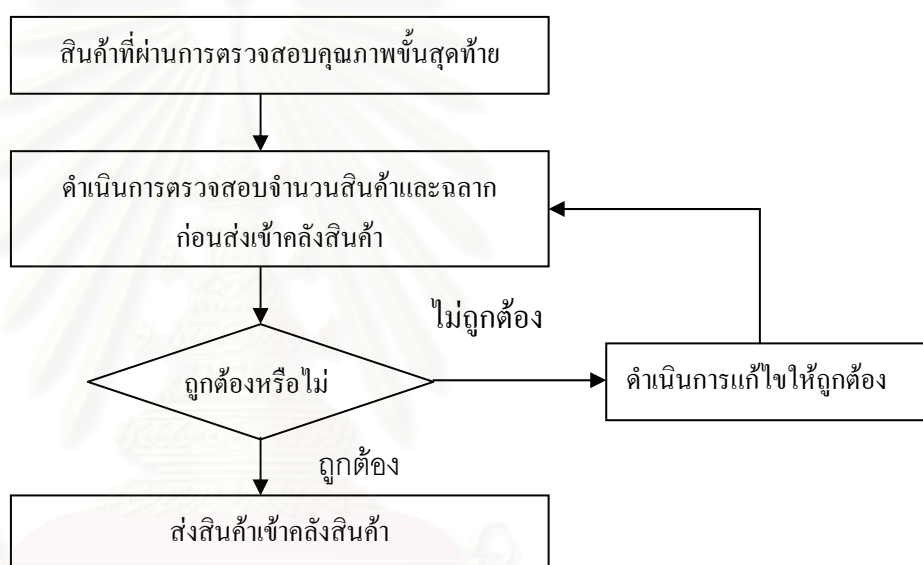 สินค้าที่ผ่านการตรวจสอบคุณภาพขั้นสุดท้าย
ดำเนินการตรวจสอบจำนวนสินค้าและฉลาก
ก่อนส่งเข้าคลังสินค้า
ไม่ถูกต้อง
ถูกต้องหรือไม่
ดำเนินการแก้ไขให้ถูกต้อง
ถูกต้อง
ส่งสินค้าเข้าคลังสินค้า